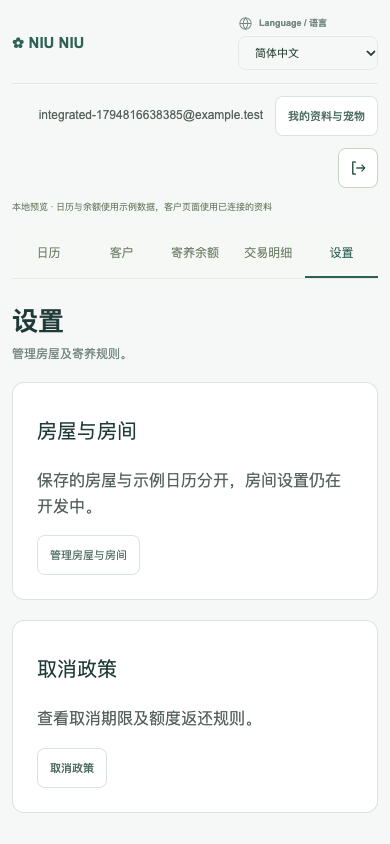 Language / 语言
✿ NIU NIU
简体中文
integrated-1794816638385@example.test
我的资料与宠物
本地预览 · 日历与余额使用示例数据，客户页面使用已连接的资料
日历
客户
寄养余额
交易明细
设置
设置
管理房屋及寄养规则。
房屋与房间
保存的房屋与示例日历分开，房间设置仍在
开发中。
管理房屋与房间
取消政策
查看取消期限及额度返还规则。
取消政策